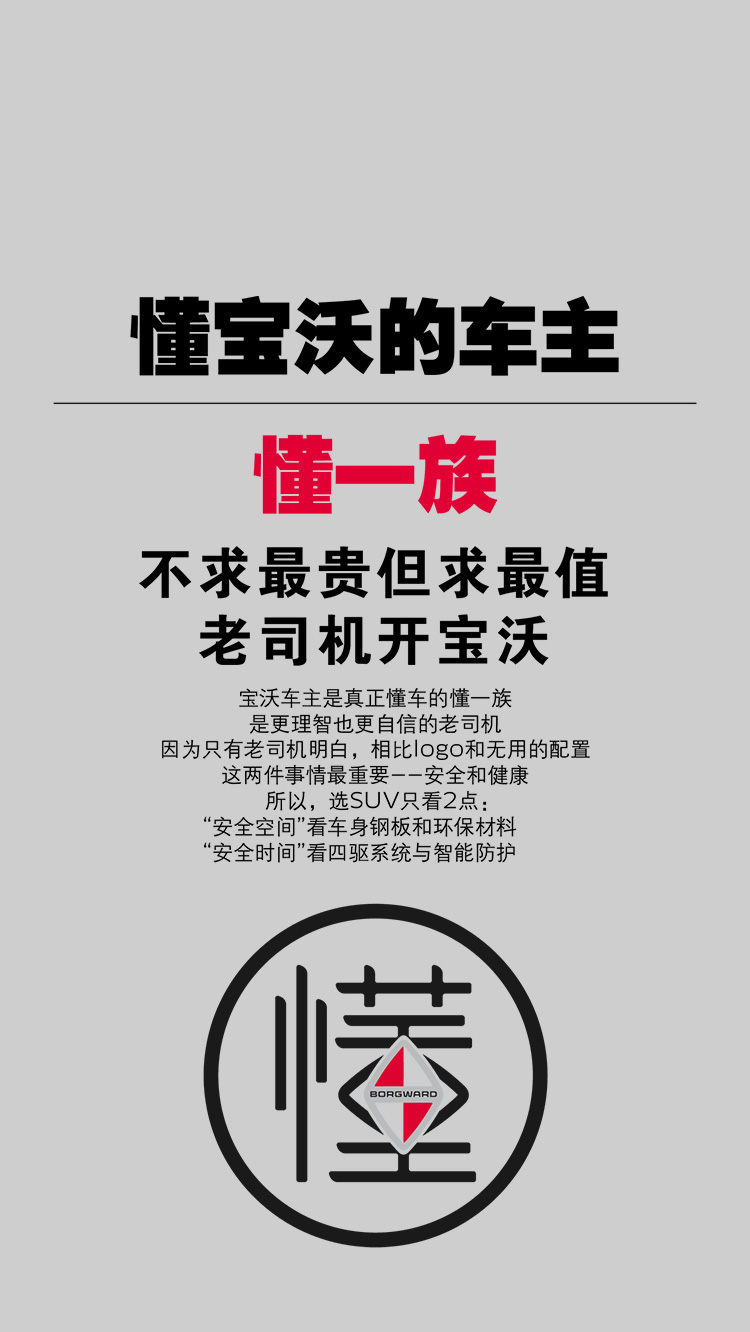 懂宝沃的车主
懂一族
不求最贵但求最值
老司机开宝沃
宝沃车主是真正懂车的懂一族
是更理智也更自信的老司机
因为只有老司机明白，相比logo和无用的配置
这两件事情最重要--安全和健康
所以，选SUV只看2点：
“安全空间”看车身钢板和环保材料
“安全时间”看四驱系统与智能防护
懂
BORGWARD